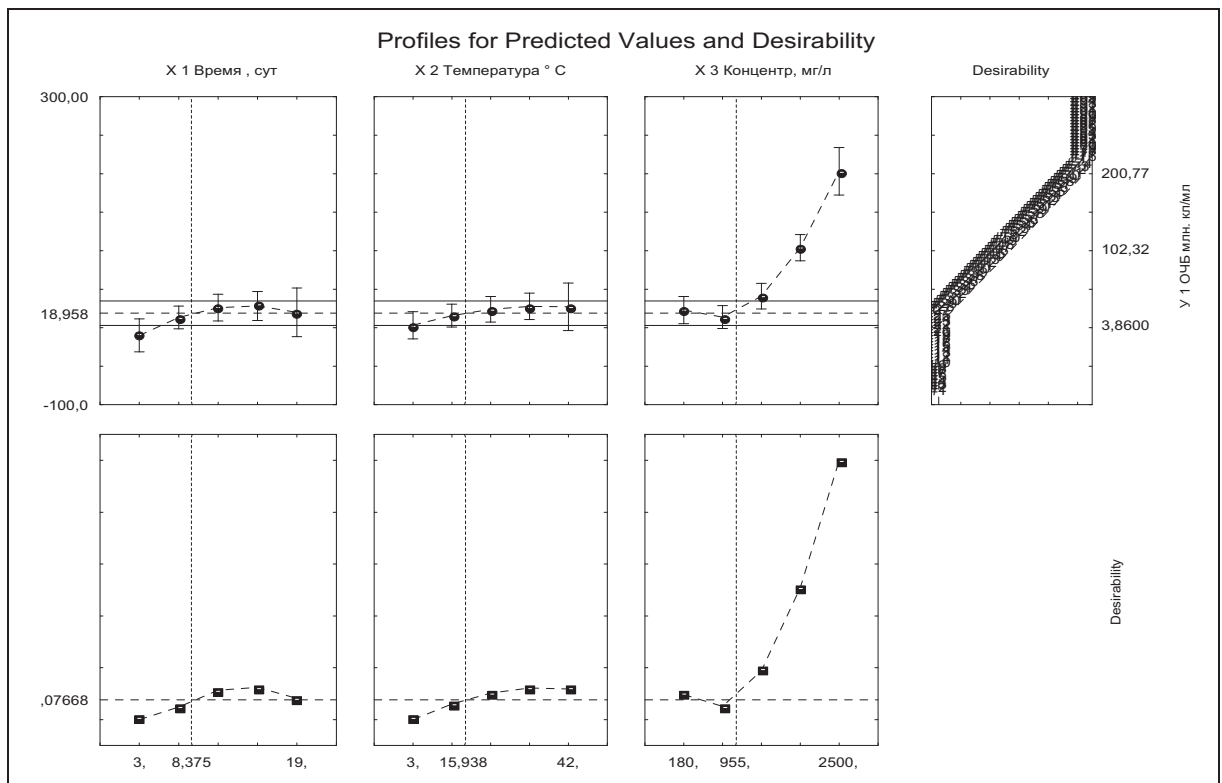 Profiles for Predicted Values and Desirability
X 1 Время , сут
X 2 Температура ° C
X 3 Концентр, мг/л
Desirability
300,00
18,958
-100,0
200,77
102,32
3,8600
У 1 ОЧБ млн. кл/мл
,07668
Desirability
3, 8,375 19,
3, 15,938 42,
180, 955, 2500,